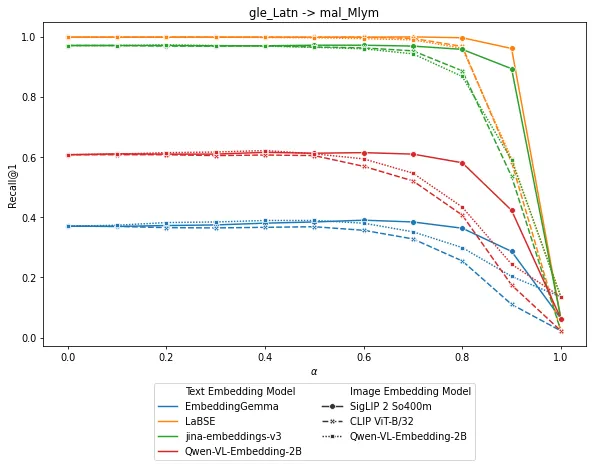 gle_Latn -> mal_Mlym
1.0
0.8
0.6
0.4
0.2
0.0
Recall@1
0.0 0.2 0.4 0.6 0.8 1.0
α
Text Embedding Model Image Embedding Model
EmbeddingGemma SigLIP 2 So400m
LaBSE CLIP ViT-B/32
jina-embeddings-v3 Qwen-VL-Embedding-2B
Qwen-VL-Embedding-2B